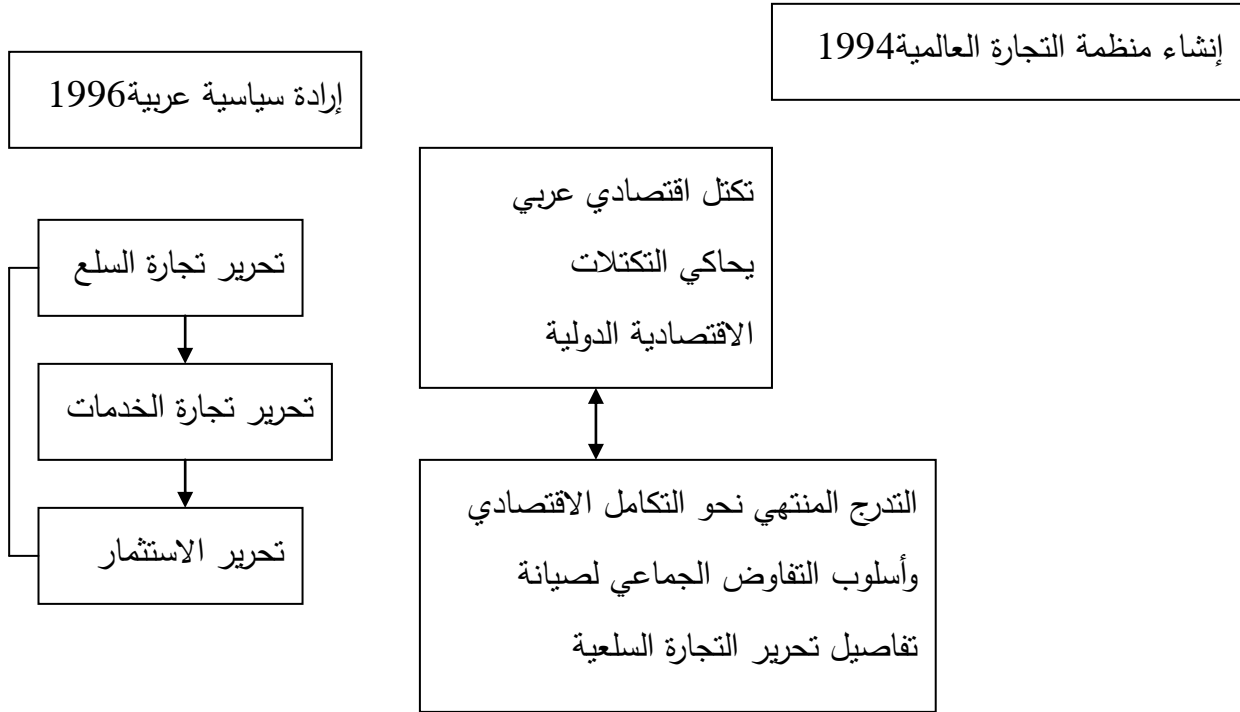 إنشاء منظمة التجارة العالمية1994
إرادة سياسية عربية1996
تكتل اقتصادي عربي
يحاكي التكتلات
الاقتصادية الدولية
تحرير تجارة السلع
تحرير تجارة الخدمات
تحرير الاستثمار
التدرج المنتهي نحو التكامل الاقتصادي
وأسلوب التفاوض الجماعي لصيانة
تفاصيل تحرير التجارة السلعية